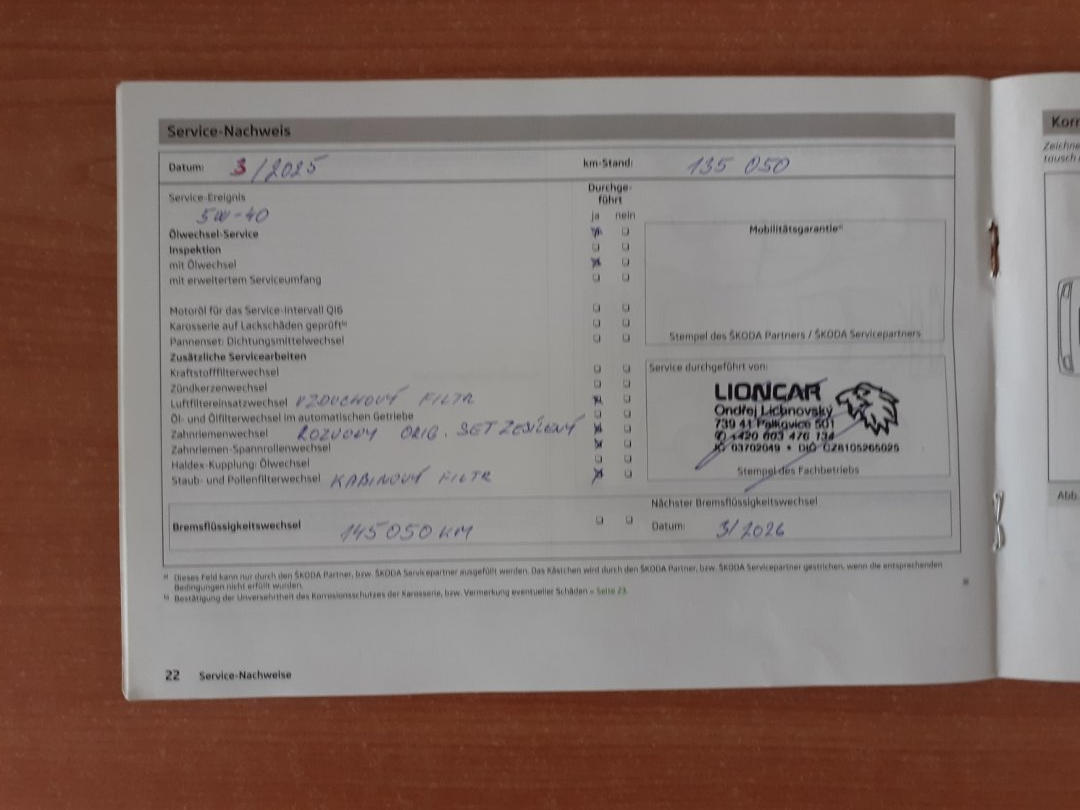 Service-Nachweis
Datum: 3/2025 km-Stand: 135 050
Service-Ereignis Durchge-
führt
5W-40 ja nein
Ölwechsel-Service
Inspektion
mit Ölwechsel
mit erweitertem Serviceumfang
Motoröl für das Service-Intervall QI6
Karosserie auf Lackschäden geprüft
Pannenset: Dichtungsmittelwechsel
Zusätzliche Servicearbeiten
Kraftstofffilterwechsel
Zündkerzenwechsel
Luftfiltereinsatzwechsel VZDUCHOVÝ FILTR
Öl- und Ölfilterwechsel im automatischen Getriebe
Zahnriemenwechsel ROZVODY ORIG. SET ZESÍLENÝ
Zahnriemen-Spannrollenwechsel
Haldex-Kupplung: Ölwechsel
Staub- und Pollenfilterwechsel KABINOVÝ FILTR
Mobilitätsgarantie
Stempel des ŠKODA Partners / ŠKODA Servicepartners
Service durchgeführt von:
LIONCAR
Ondřej Lichnovský
739 41 Palkovice 501
+420 603 476 134
IČ: 03702049 • DIČ: CZ8105265025
Stempel des Fachbetriebs
Bremsflüssigkeitswechsel 145 050 KM
Nächster Bremsflüssigkeitswechsel
Datum: 3/2026
a) Dieses Feld kann nur durch den ŠKODA Partner, bzw. ŠKODA Servicepartner ausgefüllt werden. Das Kästchen wird durch den ŠKODA Partner, bzw. ŠKODA Servicepartner gestrichen, wenn die entsprechenden
Bedingungen nicht erfüllt wurden.
b) Bestätigung der Unversehrtheit des Korrosionsschutzes der Karosserie, bzw. Vermerkung eventueller Schäden » Seite 23.
22 Service-Nachweise
Korr
Zeichne
tausch
Abb.